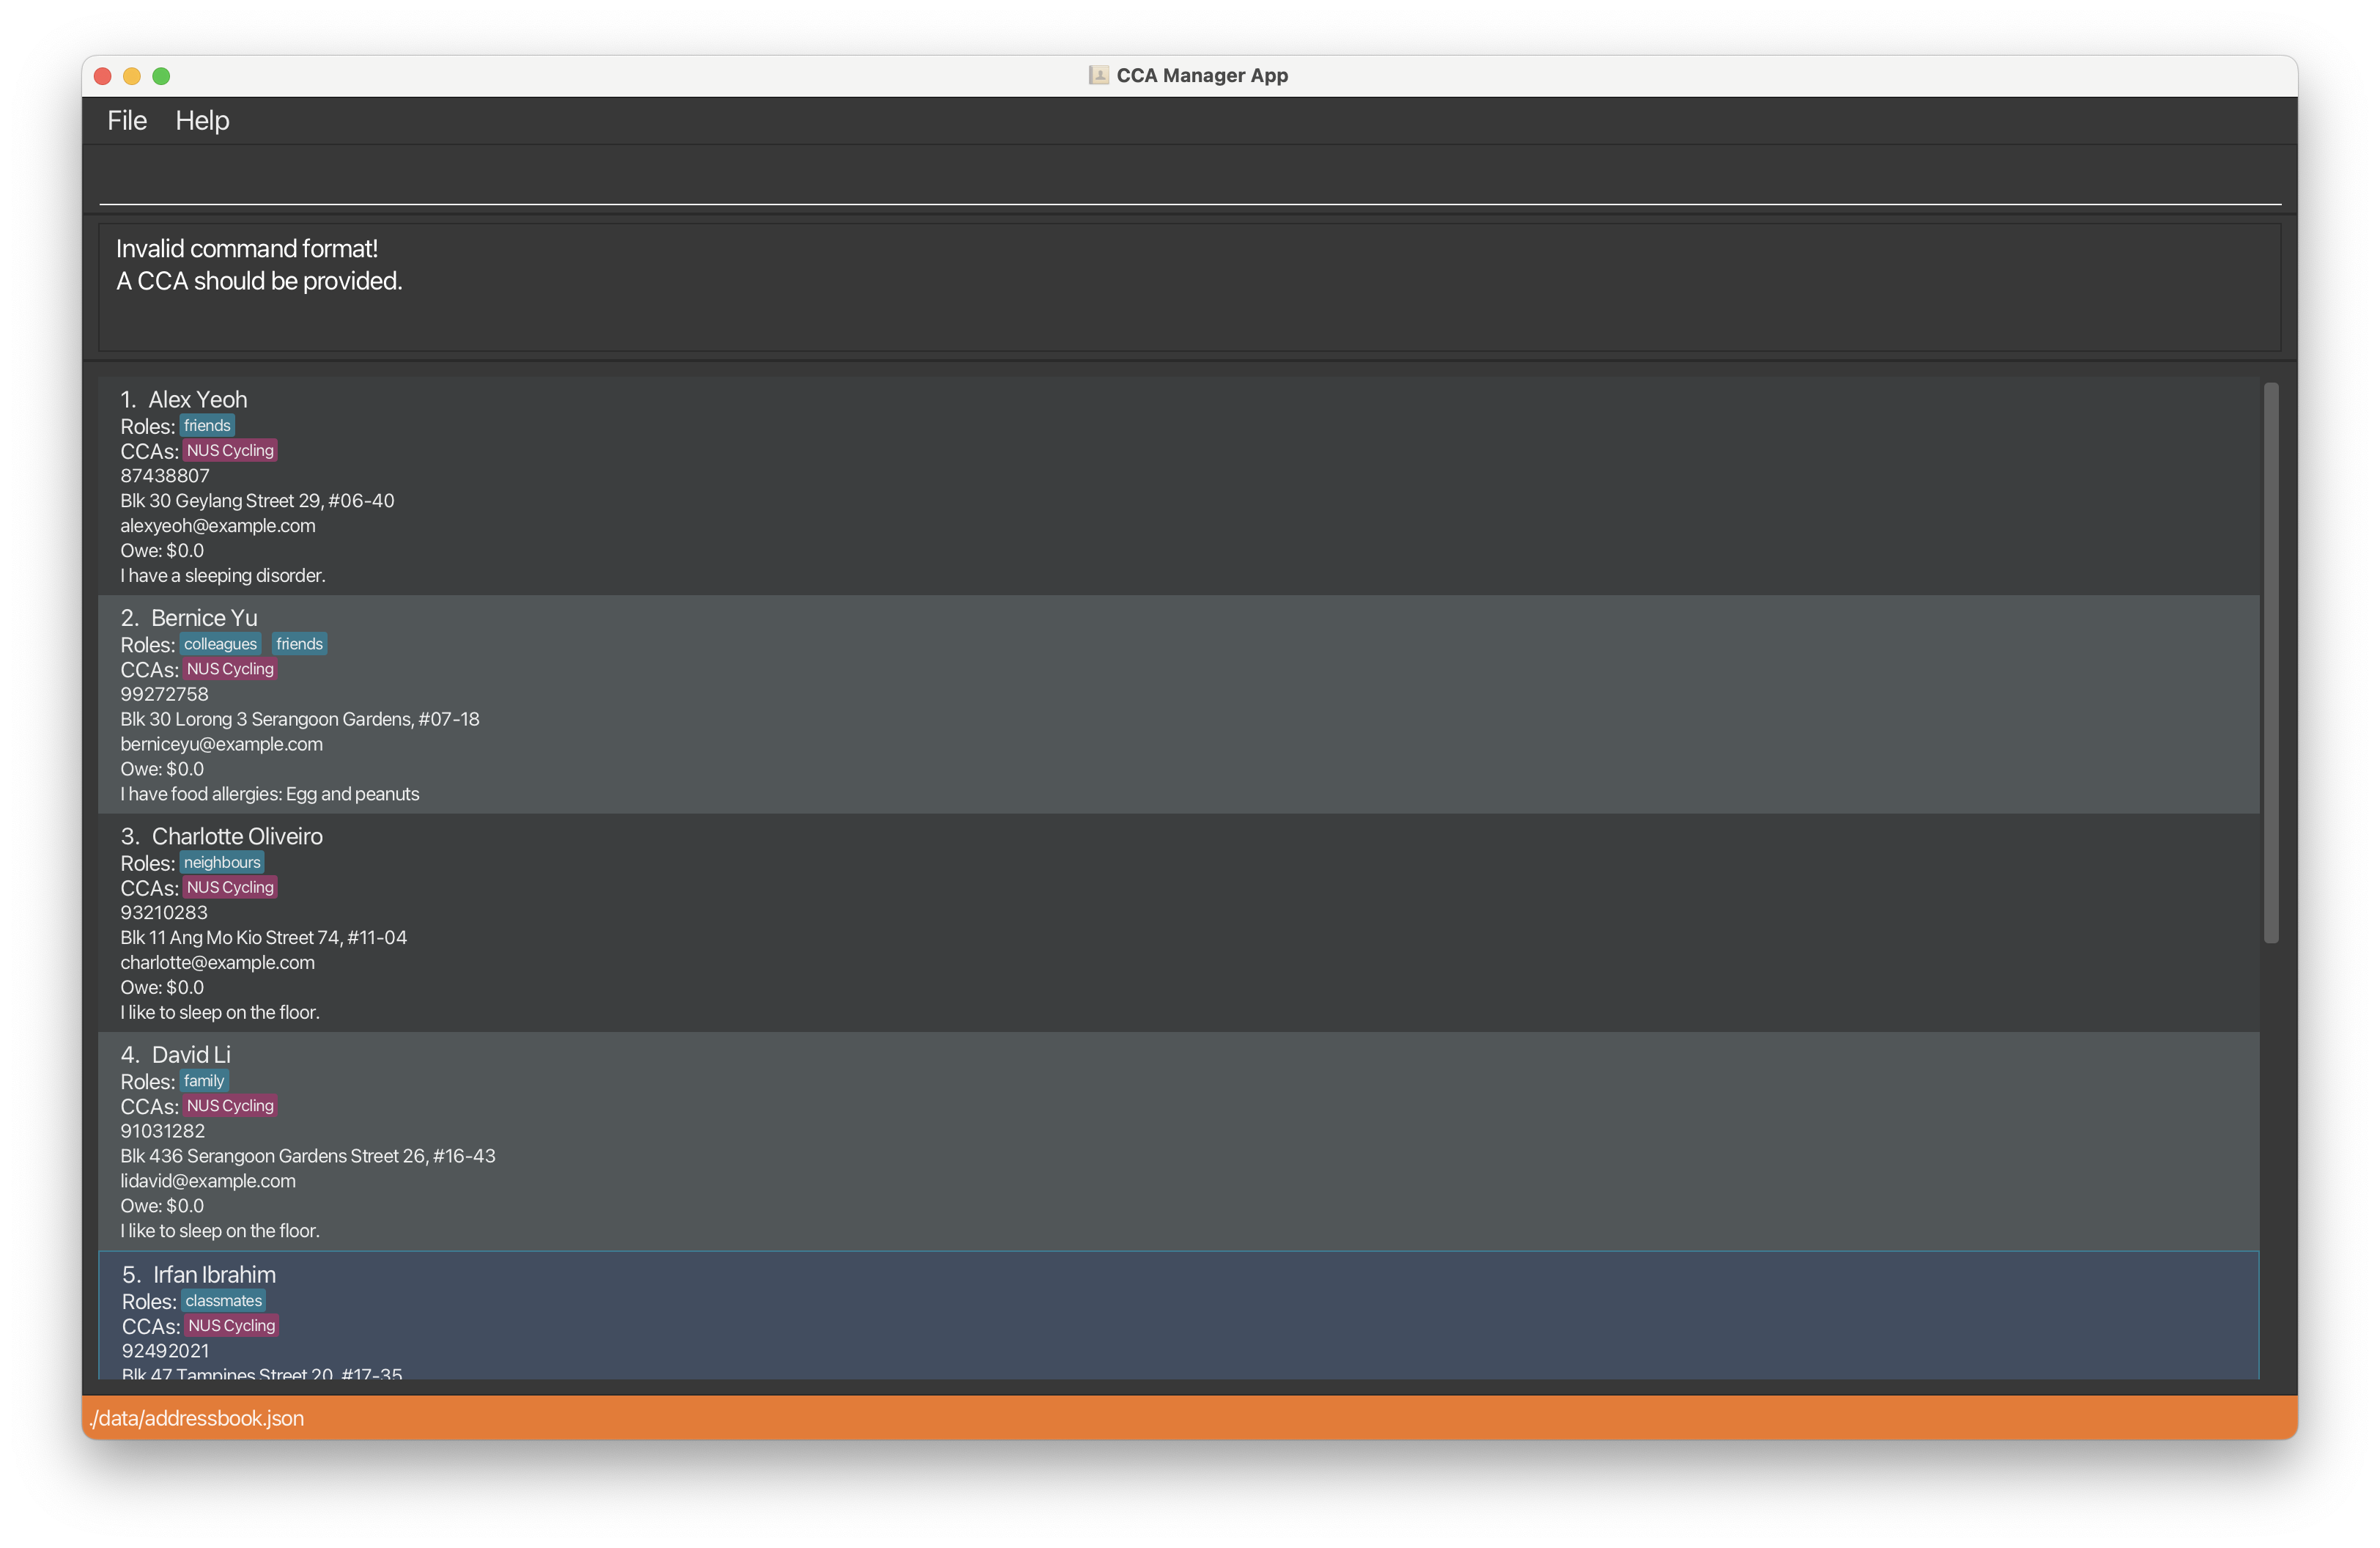 CCA Manager App
File Help
Invalid command format!
A CCA should be provided.
1. Alex Yeoh
Roles: friends
CCAs: NUS Cycling
87438807
Blk 30 Geylang Street 29, #06-40
alexyeoh@example.com
Owe: $0.0
I have a sleeping disorder.
2. Bernice Yu
Roles: colleagues friends
CCAs: NUS Cycling
99272758
Blk 30 Lorong 3 Serangoon Gardens, #07-18
berniceyu@example.com
Owe: $0.0
I have food allergies: Egg and peanuts
3. Charlotte Oliveiro
Roles: neighbours
CCAs: NUS Cycling
93210283
Blk 11 Ang Mo Kio Street 74, #11-04
charlotte@example.com
Owe: $0.0
I like to sleep on the floor.
4. David Li
Roles: family
CCAs: NUS Cycling
91031282
Blk 436 Serangoon Gardens Street 26, #16-43
lidavid@example.com
Owe: $0.0
I like to sleep on the floor.
5. Irfan Ibrahim
Roles: classmates
CCAs: NUS Cycling
92492021
Blk 47 Tampines Street 20, #17-35
./data/addressbook.json